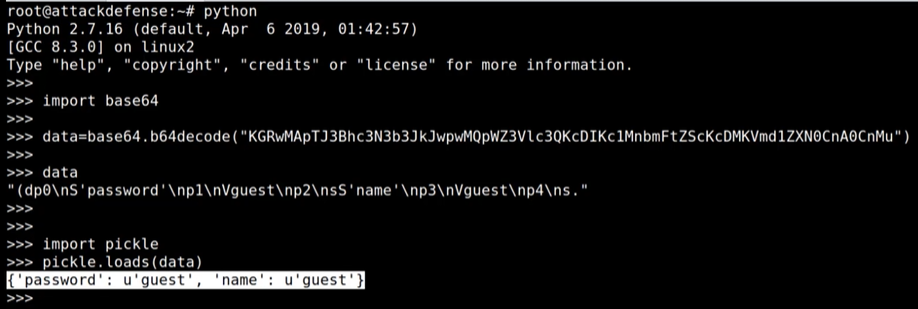 root@attackdefense:~# python
Python 2.7.16 (default, Apr  6 2019, 01:42:57)
[GCC 8.3.0] on linux2
Type "help", "copyright", "credits" or "license" for more information.
>>>
>>> import base64
>>>
>>> data=base64.b64decode("KGRwMApTJ3Bhc3N3b3JkJwpwMQpWZ3Vlc3QKcDIKc1MnbmFtZScKcDMKVmd1ZXN0CnA0CnMu")
>>>
>>> data
"(dp0\nS'password'\np1\nVguest\np2\nsS'name'\np3\nVguest\np4\ns."
>>>
>>>
>>> import pickle
>>> pickle.loads(data)
{'password': u'guest', 'name': u'guest'}
>>>